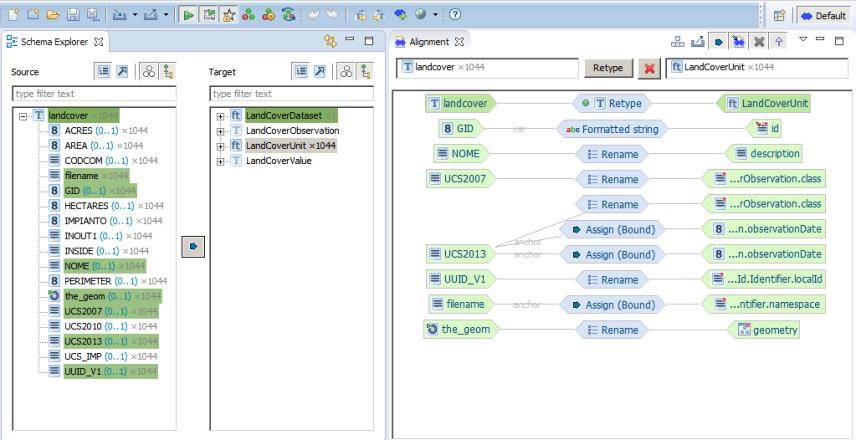 Default
Schema Explorer
Alignment
Source
Target
type filter text
type filter text
landcover ×1044
Retype
LandCoverUnit ×1044
landcover ×1044
ACRES (0..1) ×1044
AREA (0..1) ×1044
CODCOM (0..1) ×1044
filename ×1044
GID (0..1) ×1044
HECTARES (0..1) ×1044
IMPIANTO (0..1) ×1044
INOUT1 (0..1) ×1044
INSIDE (0..1) ×1044
NOME (0..1) ×1044
PERIMETER (0..1) ×1044
the_geom (0..1) ×1044
UCS2007 (0..1) ×1044
UCS2010 (0..1) ×1044
UCS2013 (0..1) ×1044
UCS_IMP (0..1) ×1044
UUID_V1 (0..1) ×1044
LandCoverDataset ×1
LandCoverObservation
LandCoverUnit ×1044
LandCoverValue
landcover Retype LandCoverUnit
GID var Formatted string id
NOME Rename description
UCS2007 Rename ...rObservation.class
Rename ...rObservation.class
anchor Assign (Bound) ...n.observationDate
UCS2013 anchor Assign (Bound) ...n.observationDate
UUID_V1 Rename ...Id.Identifier.localId
filename anchor Assign (Bound) ...ntifier.namespace
the_geom Rename geometry